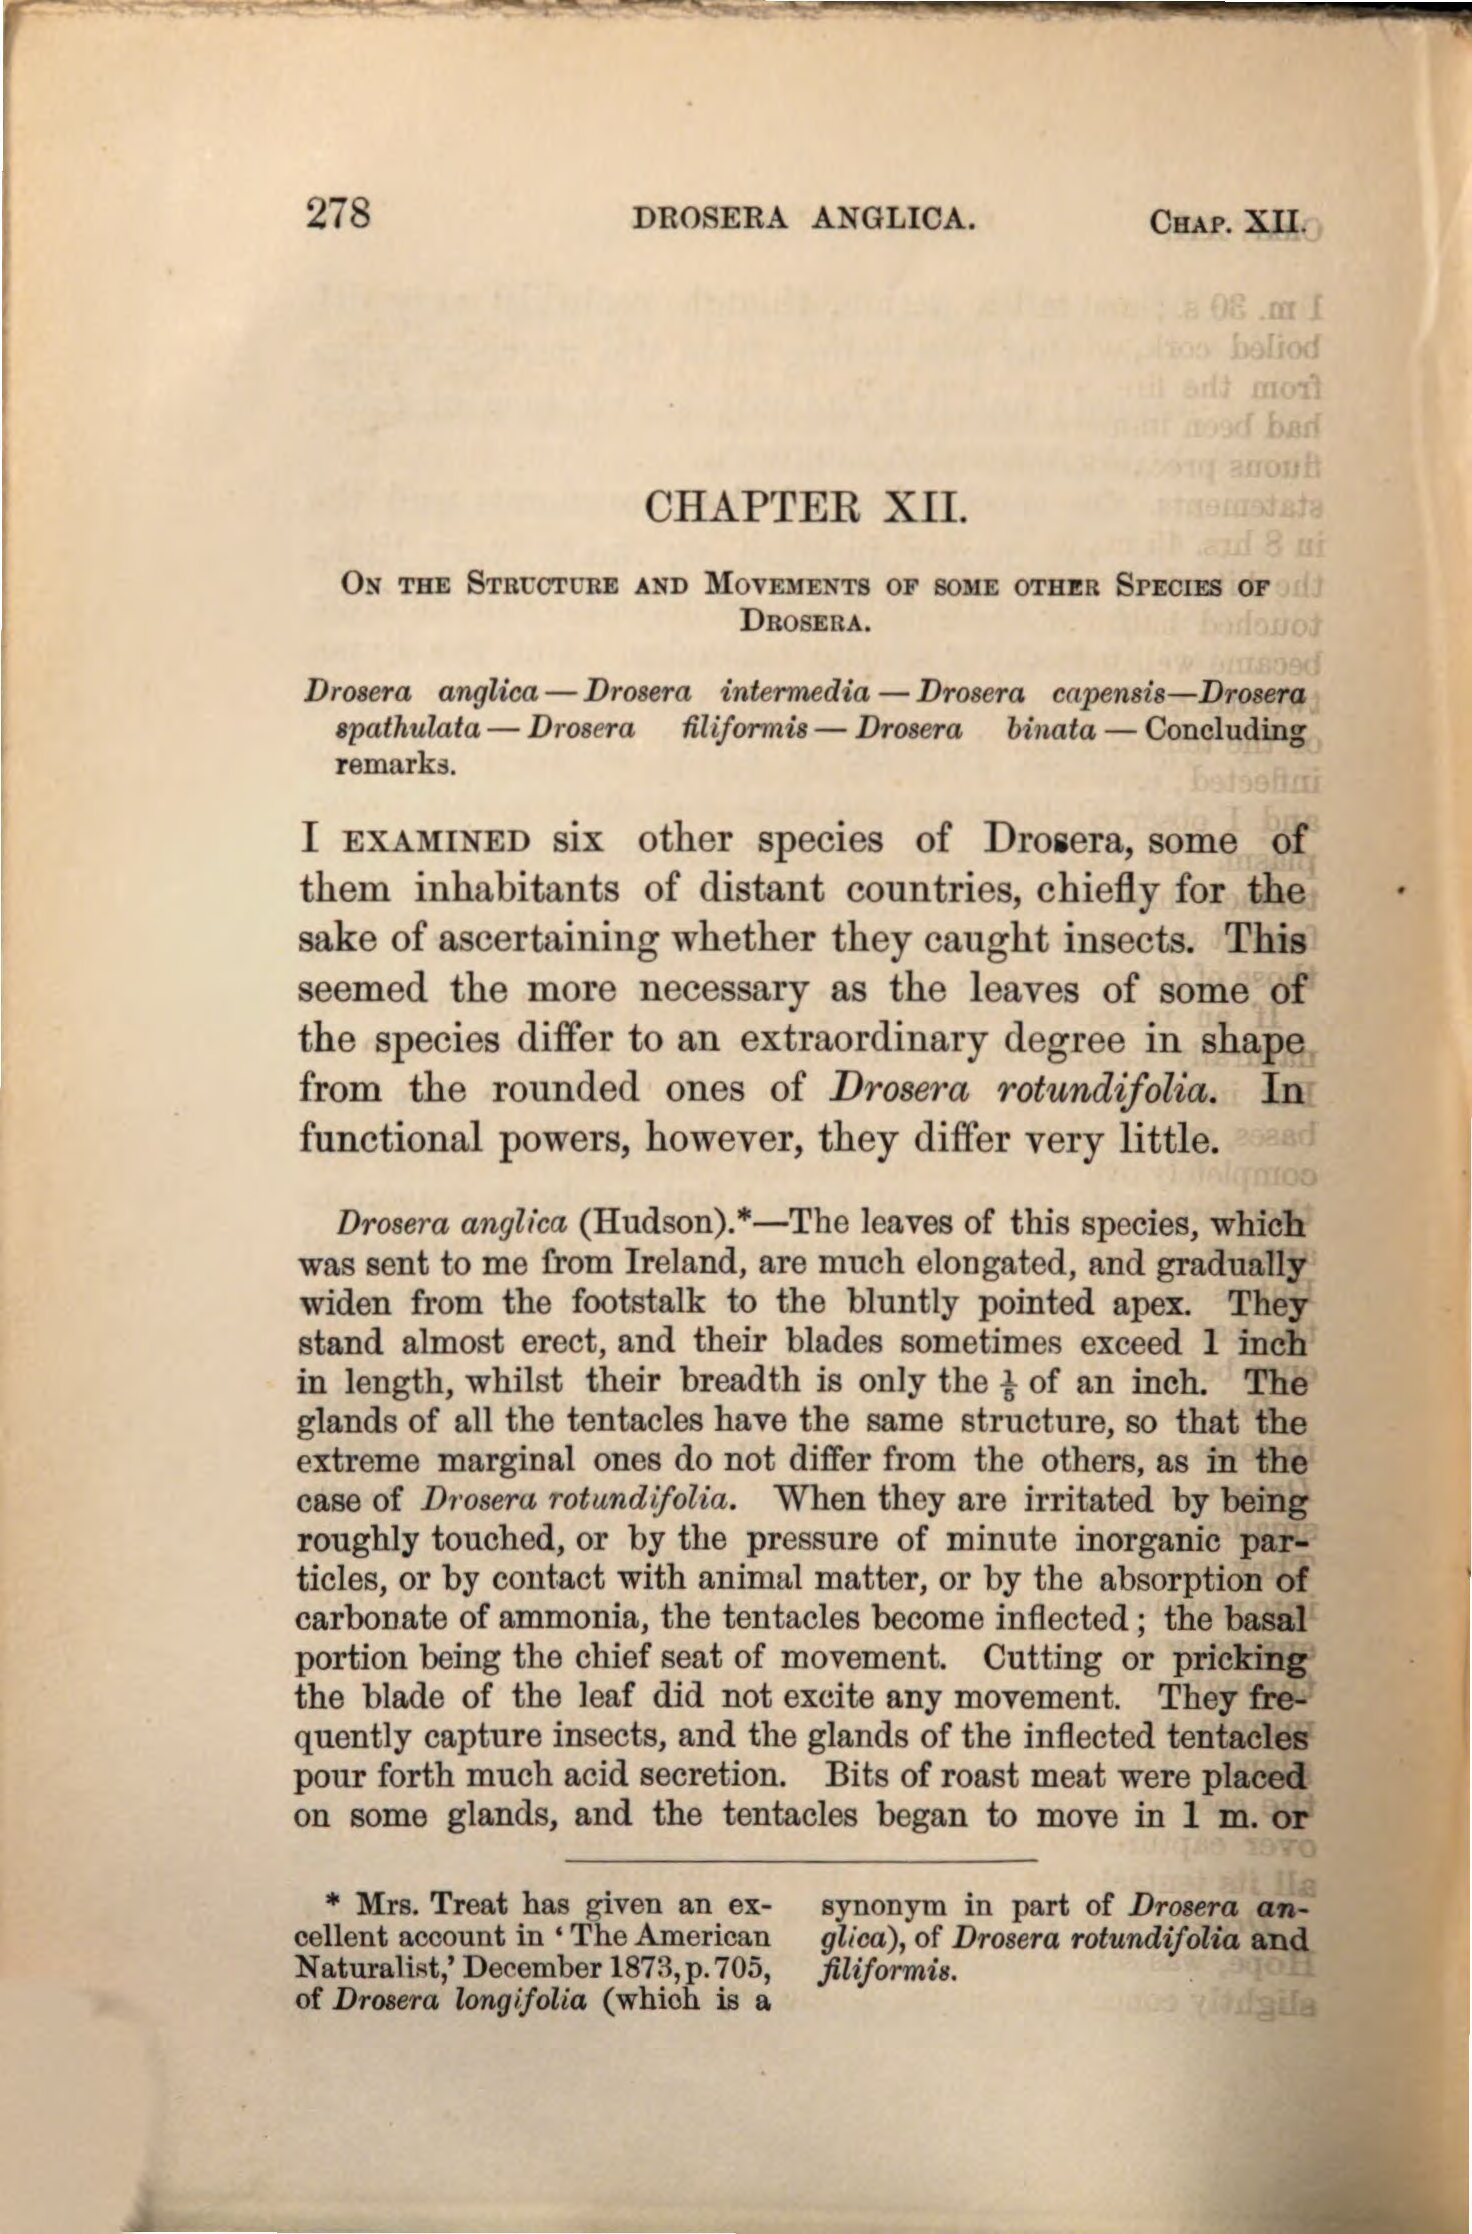 278 DROSERA ANGLICA. CHAP. XII.
CHAPTER XII.
ON THE STRUCTURE AND MOVEMENTS OF SOME OTHER SPECIES OF
DROSERA.
Drosera anglica — Drosera intermedia — Drosera capensis—Drosera
spathulata — Drosera filiformis — Drosera binata — Concluding
remarks.
I EXAMINED six other species of Drosera, some of
them inhabitants of distant countries, chiefly for the
sake of ascertaining whether they caught insects. This
seemed the more necessary as the leaves of some of
the species differ to an extraordinary degree in shape
from the rounded ones of Drosera rotundifolia. In
functional powers, however, they differ very little.
Drosera anglica (Hudson).*—The leaves of this species, which
was sent to me from Ireland, are much elongated, and gradually
widen from the footstalk to the bluntly pointed apex. They
stand almost erect, and their blades sometimes exceed 1 inch
in length, whilst their breadth is only the ⅕ of an inch. The
glands of all the tentacles have the same structure, so that the
extreme marginal ones do not differ from the others, as in the
case of Drosera rotundifolia. When they are irritated by being
roughly touched, or by the pressure of minute inorganic par-
ticles, or by contact with animal matter, or by the absorption of
carbonate of ammonia, the tentacles become inflected; the basal
portion being the chief seat of movement. Cutting or pricking
the blade of the leaf did not excite any movement. They fre-
quently capture insects, and the glands of the inflected tentacles
pour forth much acid secretion. Bits of roast meat were placed
on some glands, and the tentacles began to move in 1 m. or
* Mrs. Treat has given an ex-
cellent account in ‘The American
Naturalist,’ December 1873, p. 705,
of Drosera longifolia (which is a
synonym in part of Drosera an-
glica), of Drosera rotundifolia and
filiformis.